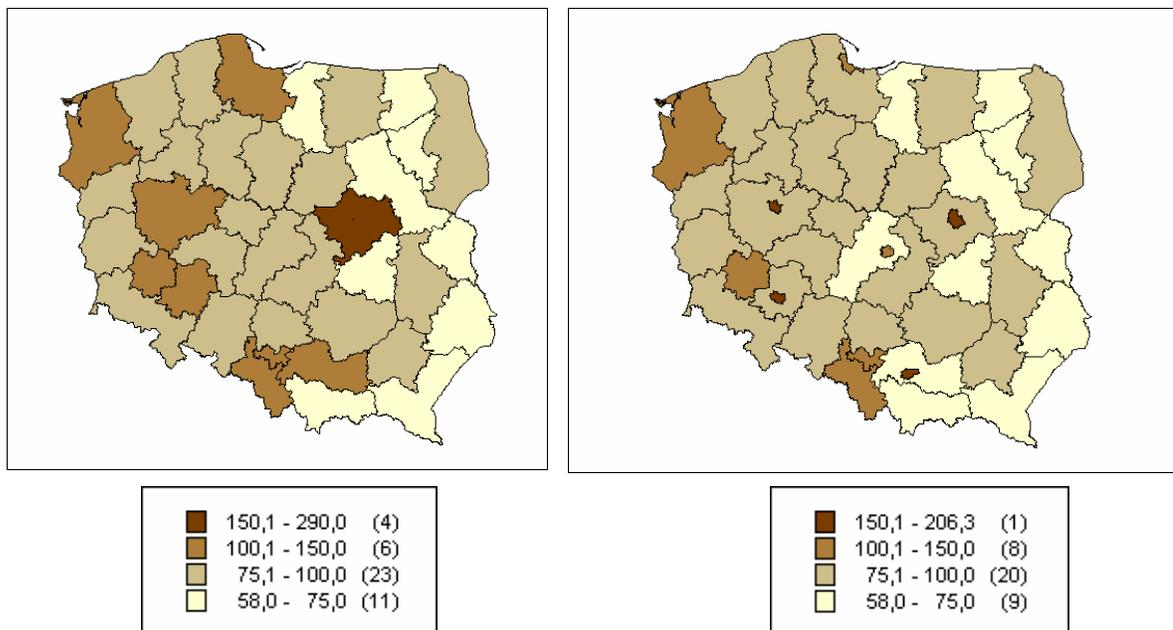 150,1 - 290,0 (4)
100,1 - 150,0 (6)
75,1 - 100,0 (23)
58,0 - 75,0 (11)
150,1 - 206,3 (1)
100,1 - 150,0 (8)
75,1 - 100,0 (20)
58,0 - 75,0 (9)